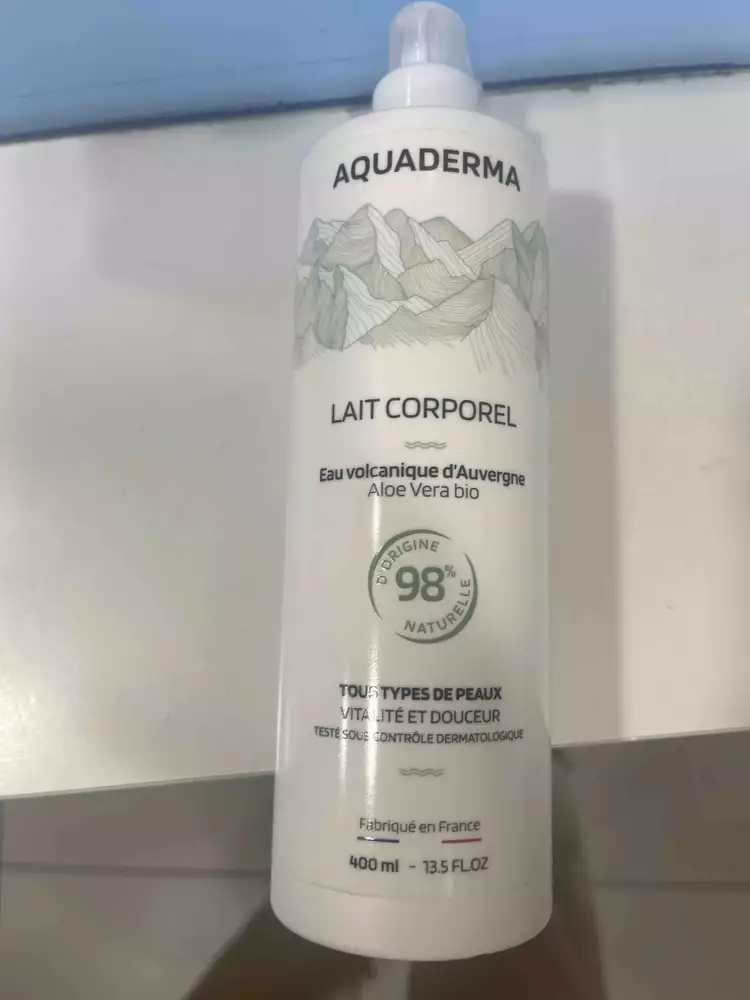 AQUADERMA
LAIT CORPOREL
Eau volcanique d'Auvergne
Aloe Vera bio
D'ORIGINE
98%
NATURELLE
TOUS TYPES DE PEAUX
VITALITÉ ET DOUCEUR
TESTÉ SOUS CONTRÔLE DERMATOLOGIQUE
Fabriqué en France
400 ml - 13.5 FL.OZ